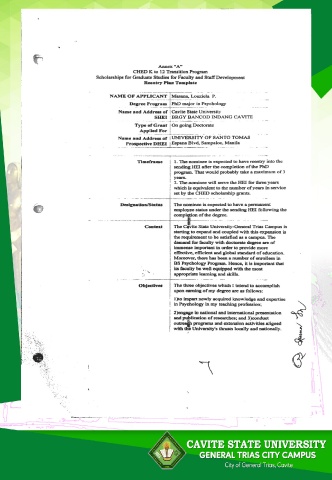 Annex "A"
CHED K to 12 Transition Program
Scholarships for Graduate Studies for Faculty and Staff Development
Reentry Plan Template
NAME OF APPLICANT Masana, Loucisla P.
Degree Program PhD major in Psychology
Name and Address of SHEI Cavite State University
BRGY BANCOD INDANG CAVITE
Type of Grant Applied For On going Doctorate
Name and Address of Prospective DHEI UNIVERSITY OF SANTO TOMAS
Espana Blvd, Sampaloc, Manila
Timeframe 1. The nominee is expected to have reentry into the
sending HEI after the completion of the PhD
program. That would probably take a maximum of 3
years.
2. The nominee will serve the HEI for three years
which is equivalent to the number of years in service
set by the CHED scholarship grants.
Designation/Status The nominee is expected to have a permanent
employee status under the sending HEI following the
completion of the degree.
Context The Cavite State University-General Trias Campus is
starting to expand and coupled with this expansion is
the requirement to be satisfied as a campus. The
demand for faculty with doctorate degree are of
immense important in order to provide more
effective, efficient and global standard of education.
Moreover, there has been a number of enrollees in
BS Psychology Program. Hence, it is important that
its faculty be well equipped with the most
appropriate learning and skills.
Objectives The three objectives which I intend to accomplish
upon earning of my degree are as follows:
1)to impart newly acquired knowledge and expertise
in Psychology in my teaching profession;
2)engage to national and international presentation
and publication of researches; and 3)conduct
outreach programs and extension activities aligned
with the University's thrusts locally and nationally.
CAVITE STATE UNIVERSITY
GENERAL TRIAS CITY CAMPUS
City of General Trias, Cavite